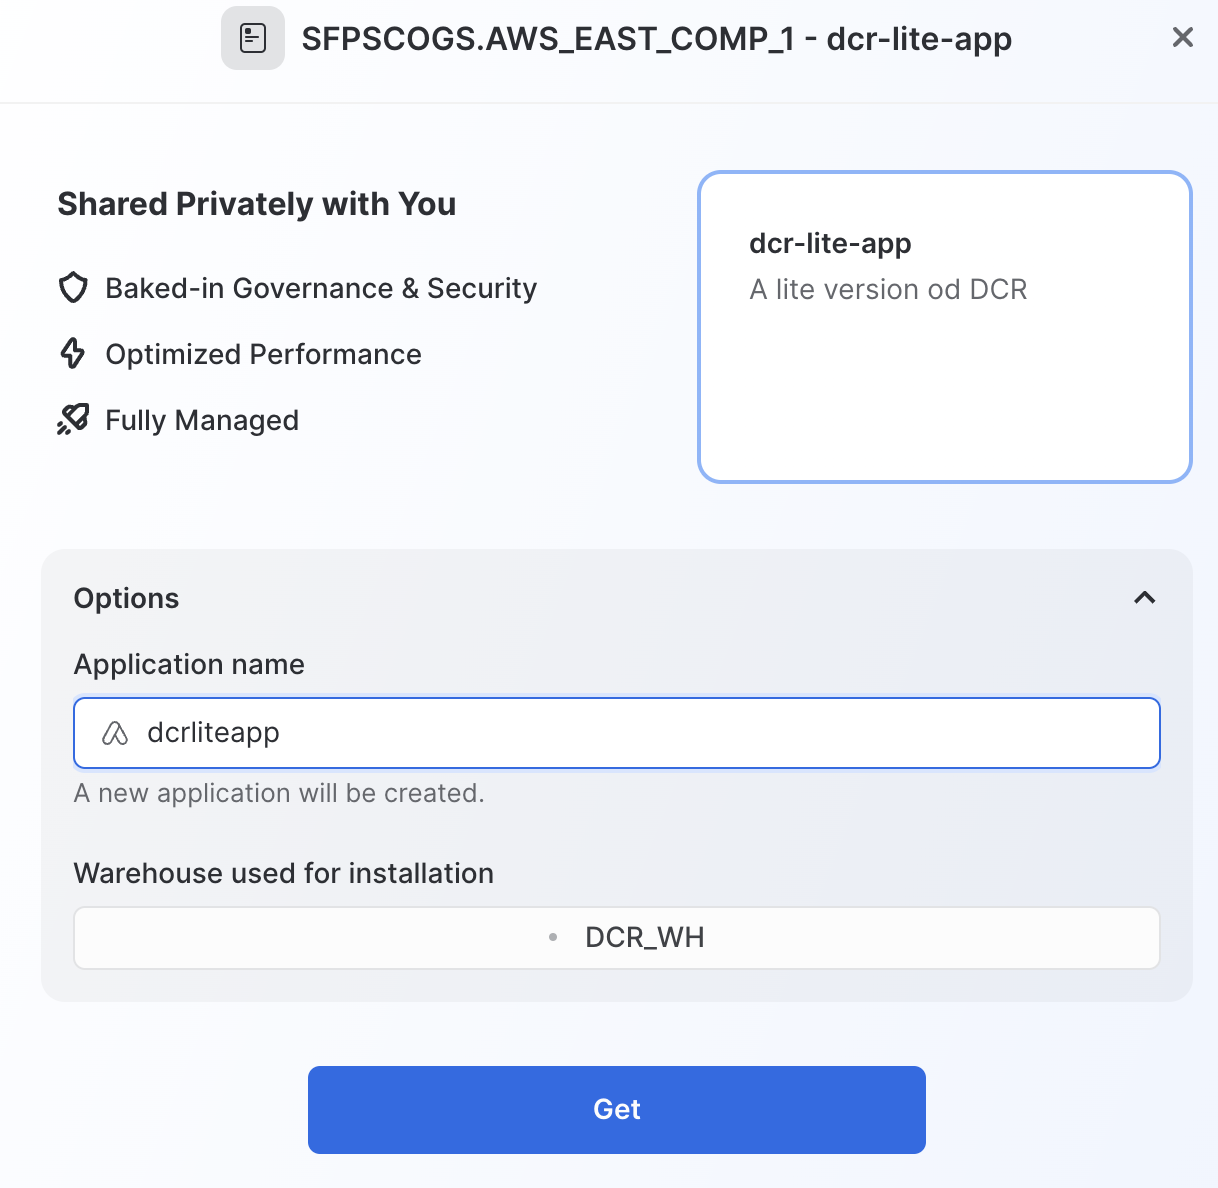 SFPSCOGS.AWS_EAST_COMP_1 - dcr-lite-app
Shared Privately with You
Baked-in Governance & Security
Optimized Performance
Fully Managed
dcr-lite-app
A lite version od DCR
Options
Application name
dcrliteapp
A new application will be created.
Warehouse used for installation
DCR_WH
Get